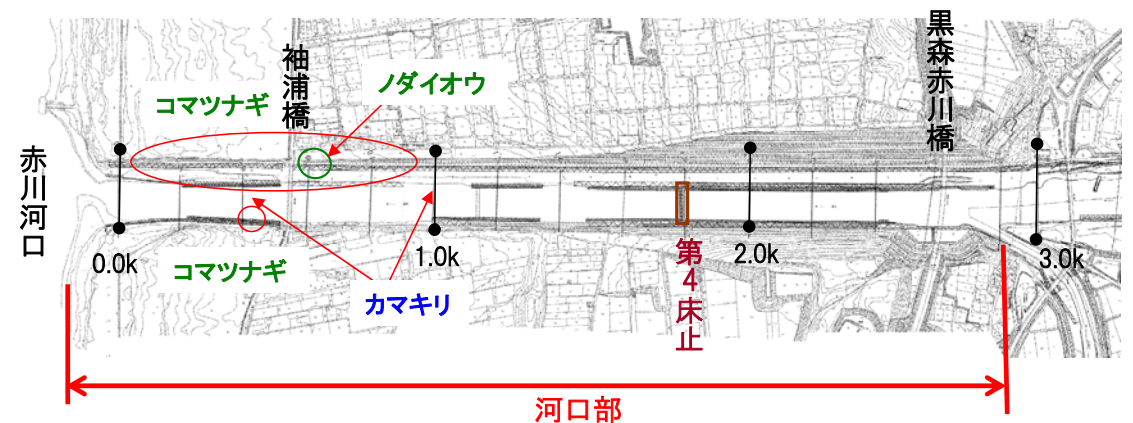 黒森赤川橋
袖浦橋
ノダイオウ
コマツナギ
赤川河口
0.0k
コマツナギ
1.0k
カマキリ
第4床止
2.0k
3.0k
河口部